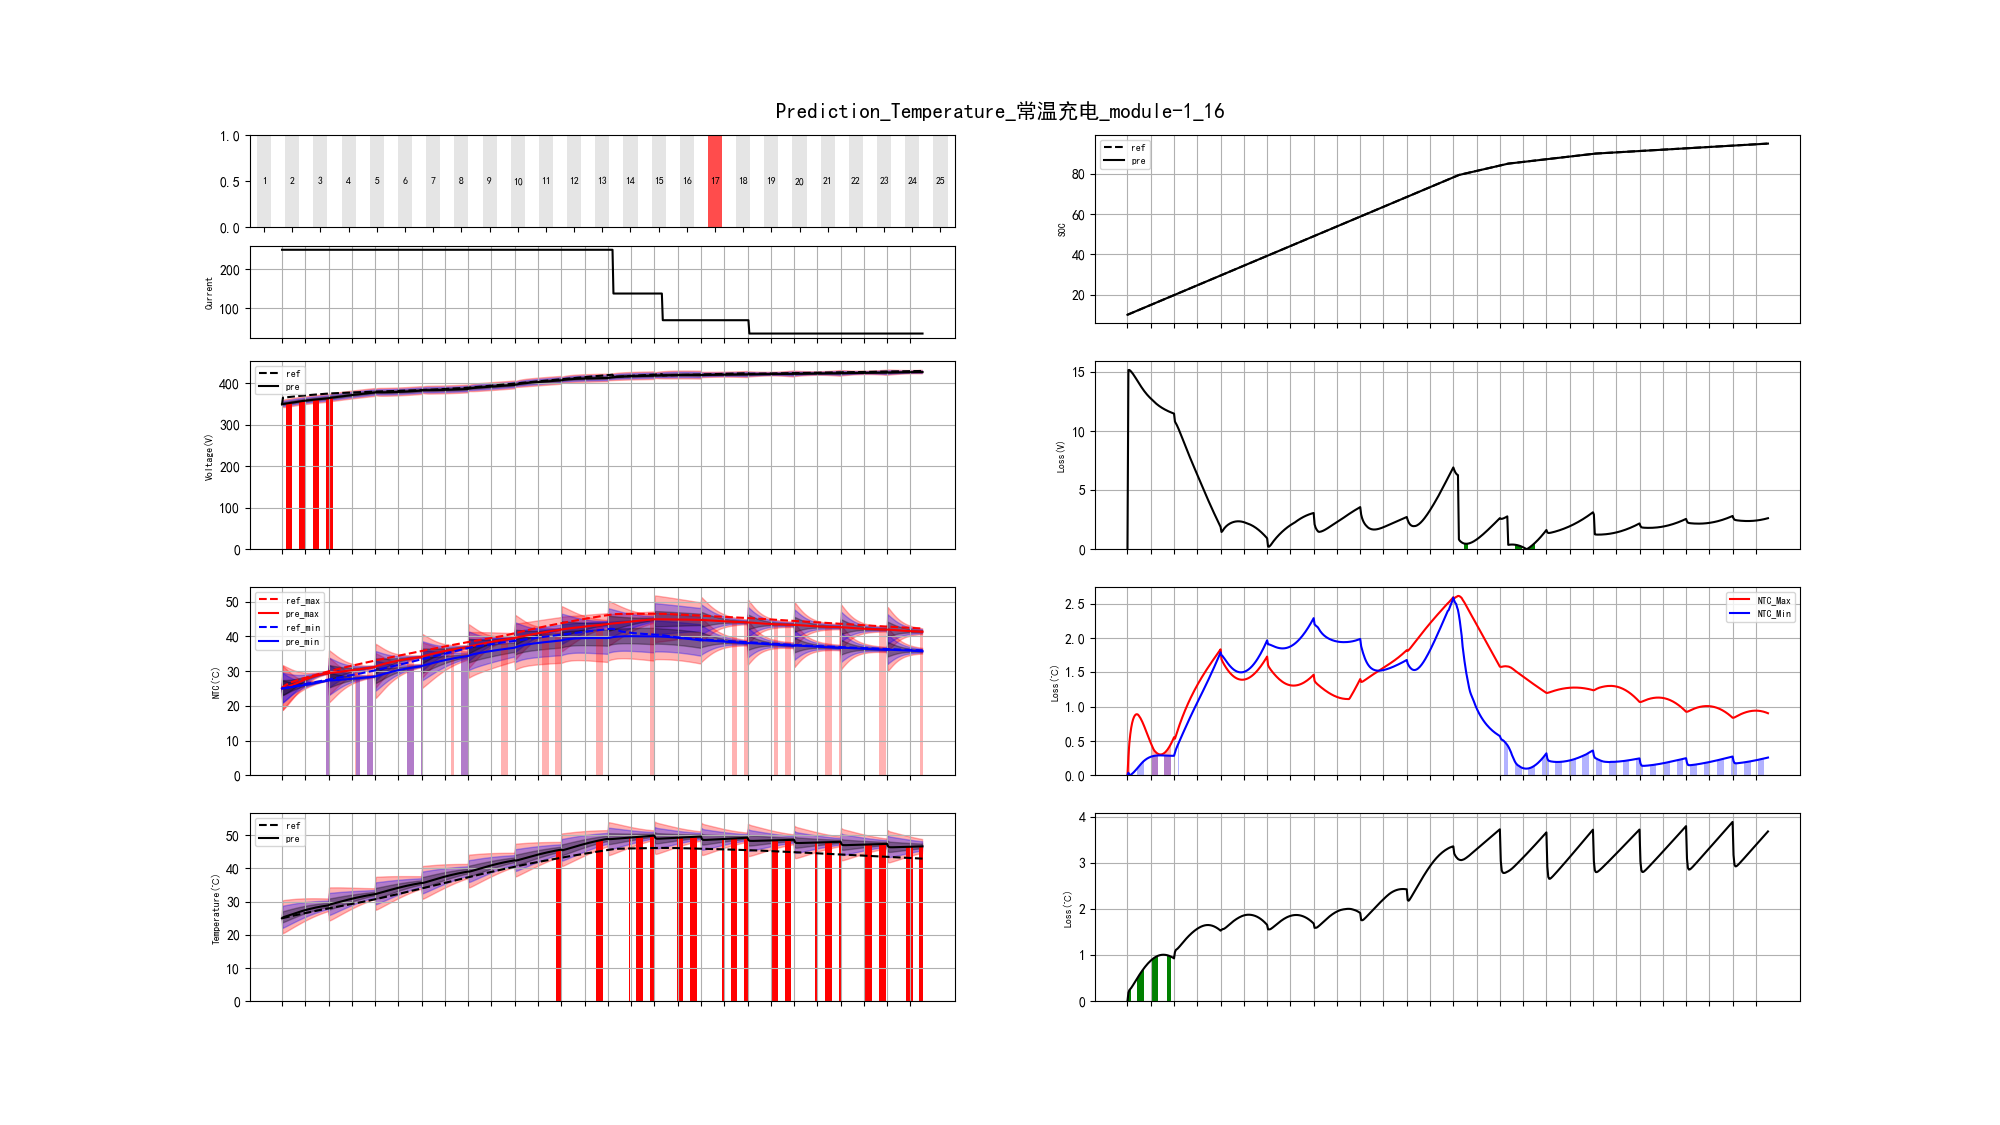 Prediction_Temperature_常温充电_module-1_16
1.0
0.5
0.0
1 2 3 4 5 6 7 8 9 10 11 12 13 14 15 16 17 18 19 20 21 22 23 24 25
Current
200
100
Voltage(V)
400
300
200
100
0
ref
pre
NTC(℃)
50
40
30
20
10
0
ref_max
pre_max
ref_min
pre_min
Temperature(℃)
50
40
30
20
10
0
ref
pre
SOC
80
60
40
20
ref
pre
Loss(V)
15
10
5
0
Loss(℃)
2.5
2.0
1.5
1.0
0.5
0.0
NTC_Max
NTC_Min
Loss(℃)
4
3
2
1
0